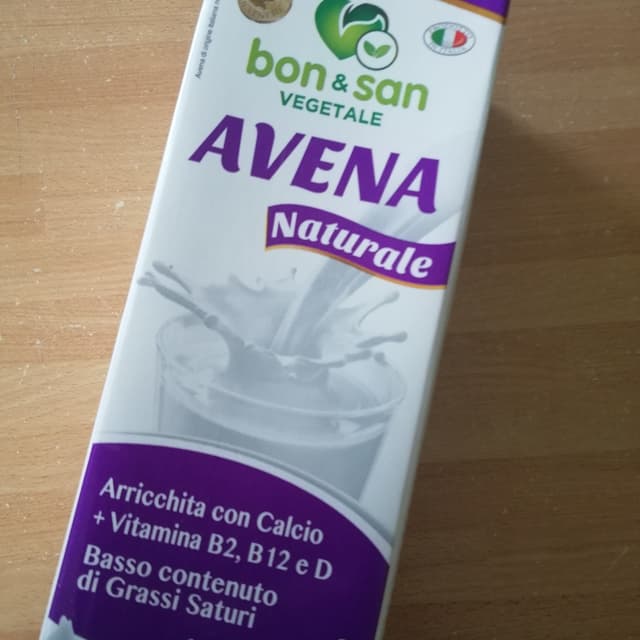 bon & san
VEGETALE
AVENA
Naturale
Arricchita con Calcio
+ Vitamina B2, B12 e D
Basso contenuto
di Grassi Saturi